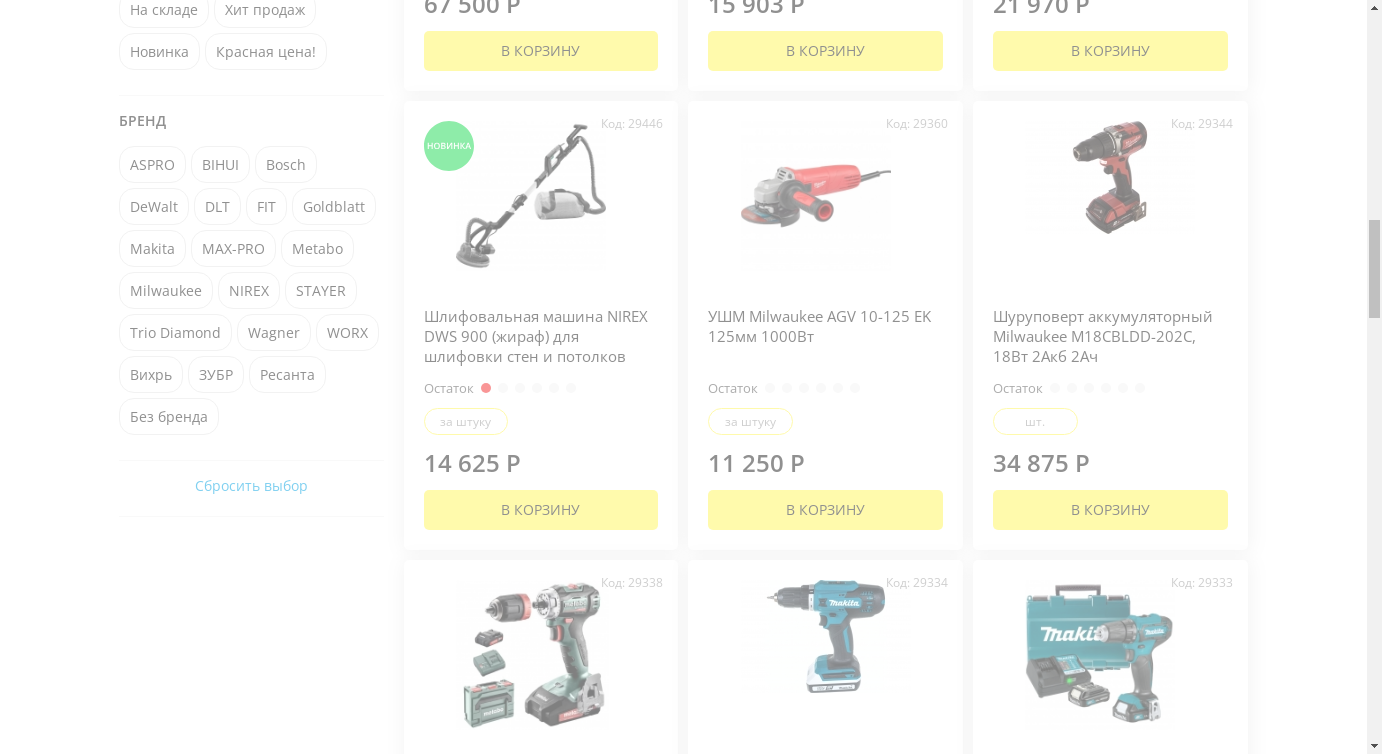 На складе
Хит продаж
Новинка
Красная цена!
БРЕНД
ASPRO
BIHUI
Bosch
DeWalt
DLT
FIT
Goldblatt
Makita
MAX-PRO
Metabo
Milwaukee
NIREX
STAYER
Trio Diamond
Wagner
WORX
Вихрь
ЗУБР
Ресанта
Без бренда
Сбросить выбор
67 500 Р
В КОРЗИНУ
15 903 Р
В КОРЗИНУ
21 970 Р
В КОРЗИНУ
НОВИНКА
Код: 29446
Шлифовальная машина NIREX
DWS 900 (жираф) для
шлифовки стен и потолков
Остаток
за штуку
14 625 Р
В КОРЗИНУ
Код: 29360
УШМ Milwaukee AGV 10-125 EK
125мм 1000Вт
Остаток
за штуку
11 250 Р
В КОРЗИНУ
Код: 29344
Шуруповерт аккумуляторный
Milwaukee M18CBLDD-202C,
18Вт 2Акб 2Ач
Остаток
шт.
34 875 Р
В КОРЗИНУ
Код: 29338
metabo
Код: 29334
makita
Код: 29333
makita